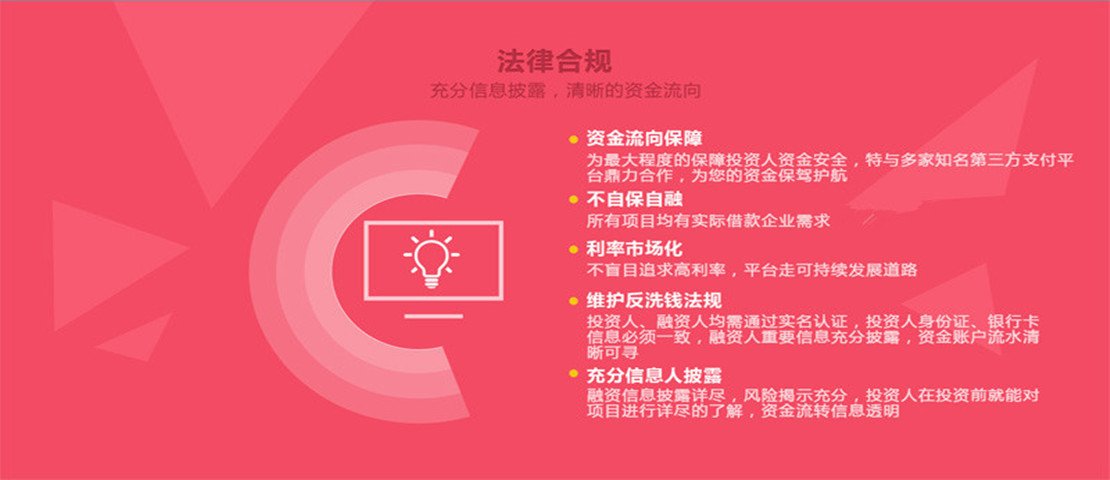 法律合规
充分信息披露，清晰的资金流向
资金流向保障
为最大程度的保障投资人资金安全，特与多家知名第三方支付平
台鼎力合作，为您的资金保驾护航
不自保自融
所有项目均有实际借款企业需求
利率市场化
不盲目追求高利率，平台走可持续发展道路
维护反洗钱法规
投资人、融资人均需通过实名认证，投资人身份证、银行卡
信息必须一致，融资人重要信息充分披露，资金账户流水清
晰可寻
充分信息人披露
融资信息披露详尽，风险揭示充分，投资人在投资前就能对
项目进行详尽的了解，资金流转信息透明